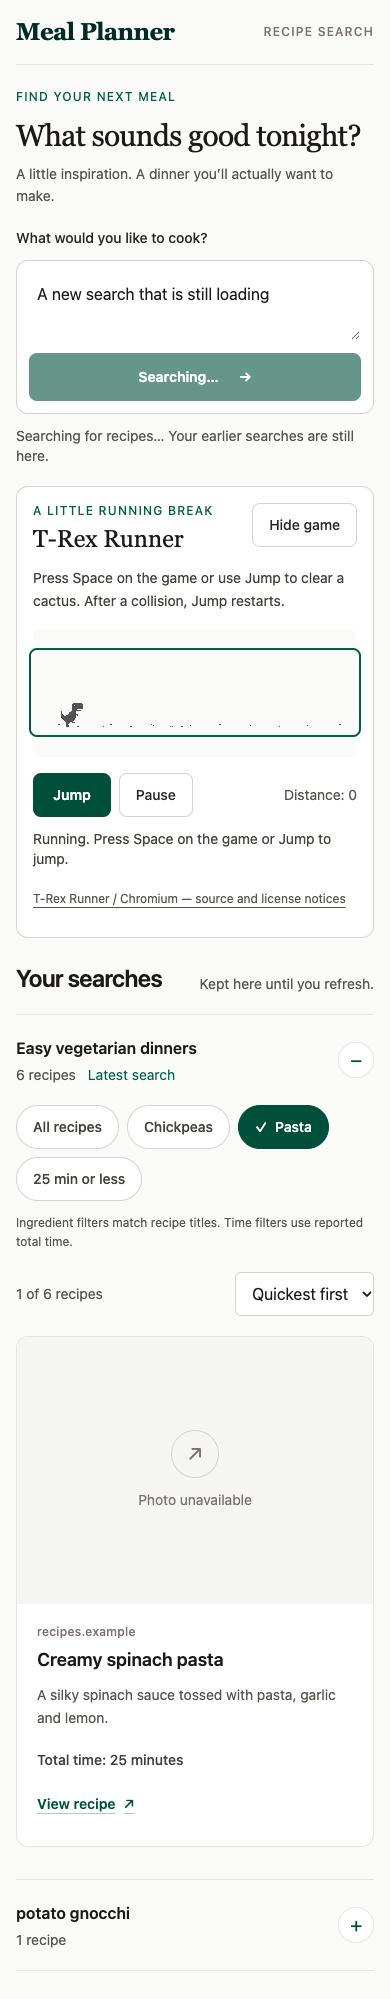 Meal Planner
RECIPE SEARCH
FIND YOUR NEXT MEAL
What sounds good tonight?
A little inspiration. A dinner you’ll actually want to
make.
What would you like to cook?
A new search that is still loading
Searching... →
Searching for recipes… Your earlier searches are still
here.
A LITTLE RUNNING BREAK
T-Rex Runner
Hide game
Press Space on the game or use Jump to clear a
cactus. After a collision, Jump restarts.
Jump
Pause
Distance: 0
Running. Press Space on the game or Jump to
jump.
T-Rex Runner / Chromium — source and license notices
Your searches
Kept here until you refresh.
Easy vegetarian dinners
−
6 recipes Latest search
All recipes
Chickpeas
✓ Pasta
25 min or less
Ingredient filters match recipe titles. Time filters use reported
total time.
1 of 6 recipes
Quickest first
↗
Photo unavailable
recipes.example
Creamy spinach pasta
A silky spinach sauce tossed with pasta, garlic
and lemon.
Total time: 25 minutes
View recipe ↗
potato gnocchi
+
1 recipe